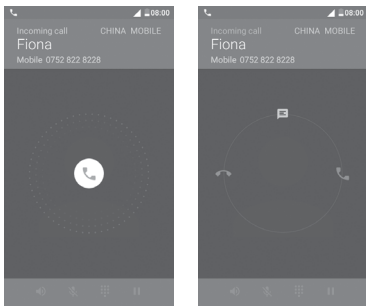 08:00
Incoming call CHINA MOBILE
Fiona
Mobile 0752 822 8228
08:00
Incoming call CHINA MOBILE
Fiona
Mobile 0752 822 8228